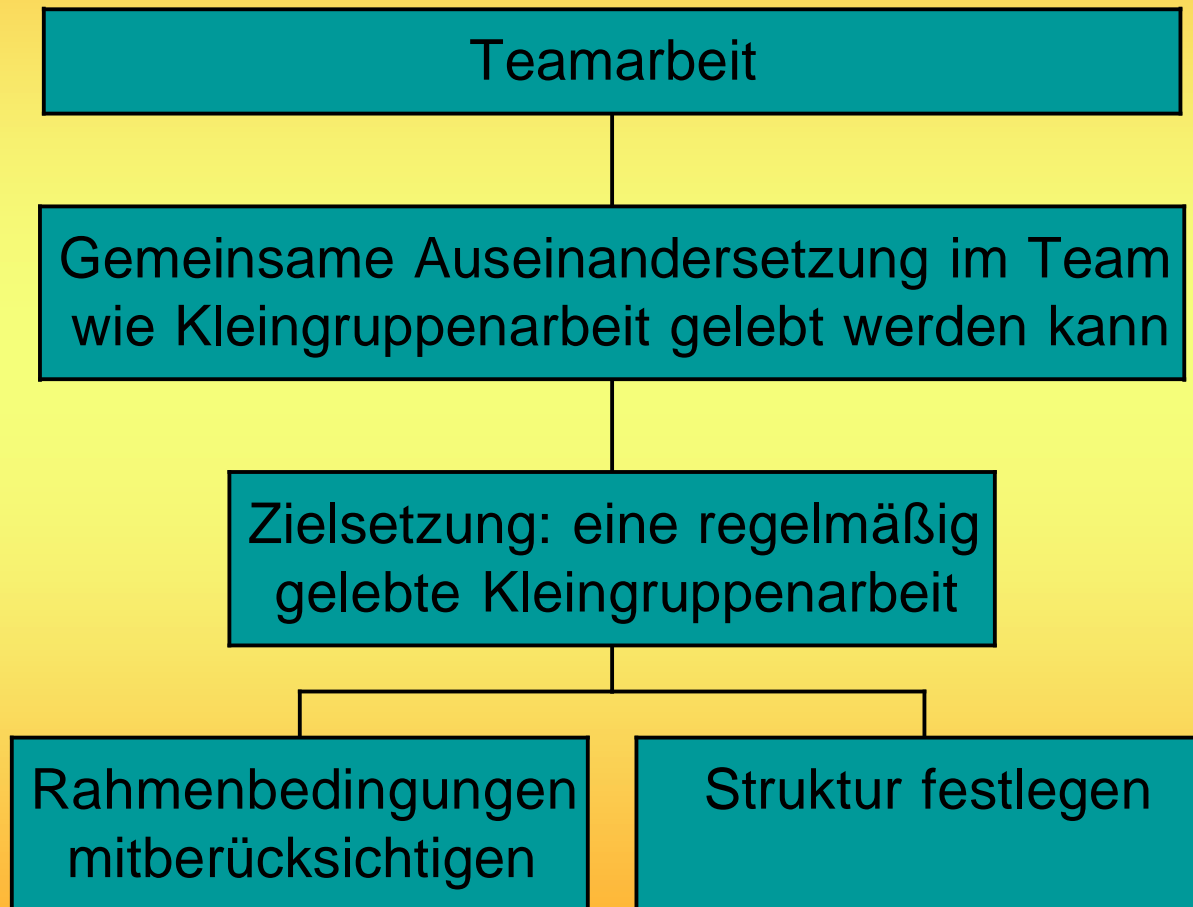 Teamarbeit
Gemeinsame Auseinandersetzung im Team
wie Kleingruppenarbeit gelebt werden kann
Zielsetzung: eine regelmäßig
gelebte Kleingruppenarbeit
Rahmenbedingungen
mitberücksichtigen
Struktur festlegen